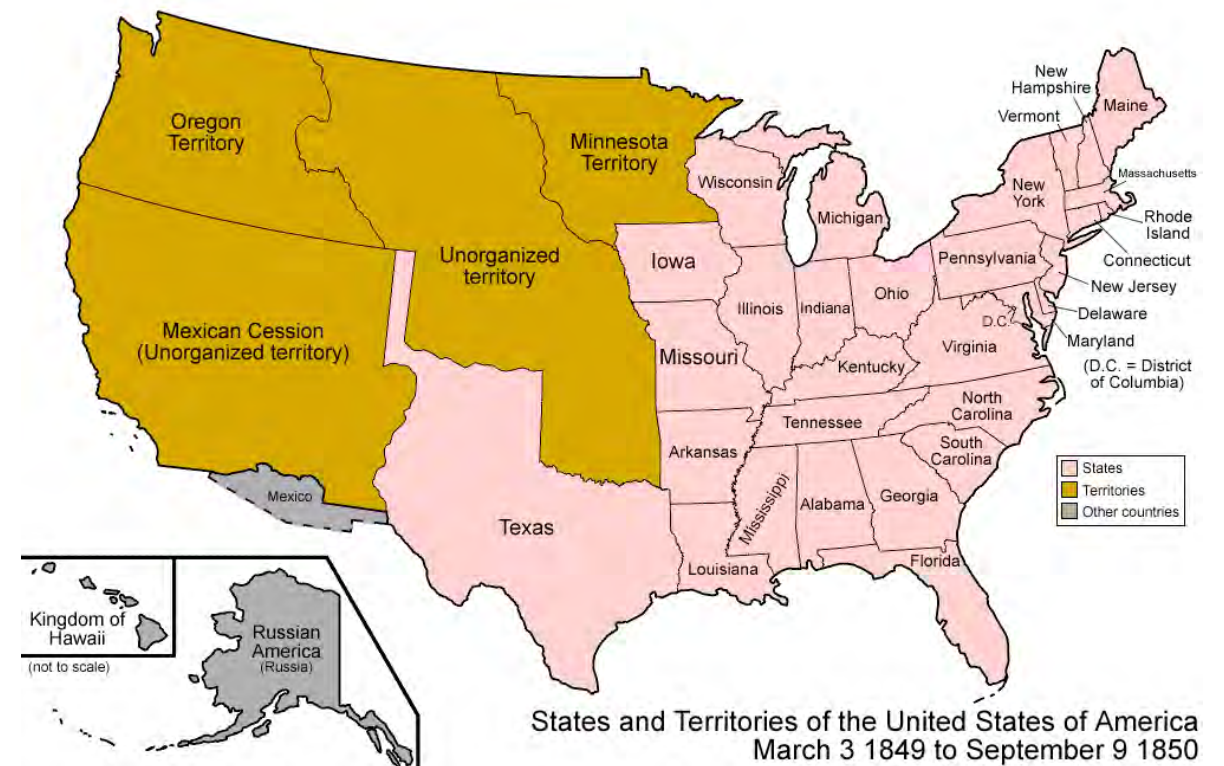 Oregon
Territory
Minnesota
Territory
Unorganized
territory
Mexican Cession
(Unorganized territory)
New
Hampshire
Vermont
Maine
Massachusetts
New
York
Rhode
Island
Connecticut
New Jersey
Delaware
Maryland
(D.C. = District
of Columbia)
Wisconsin
Michigan
Iowa
Pennsylvania
Illinois
Indiana
Ohio
D.C.
Missouri
Kentucky
Virginia
North
Carolina
Tennessee
Arkansas
South
Carolina
Mississippi
Alabama
Georgia
Mexico
Texas
Louisiana
Florida
States
Territories
Other countries
Kingdom of
Hawaii
(not to scale)
Russian
America
(Russia)
States and Territories of the United States of America
March 3 1849 to September 9 1850